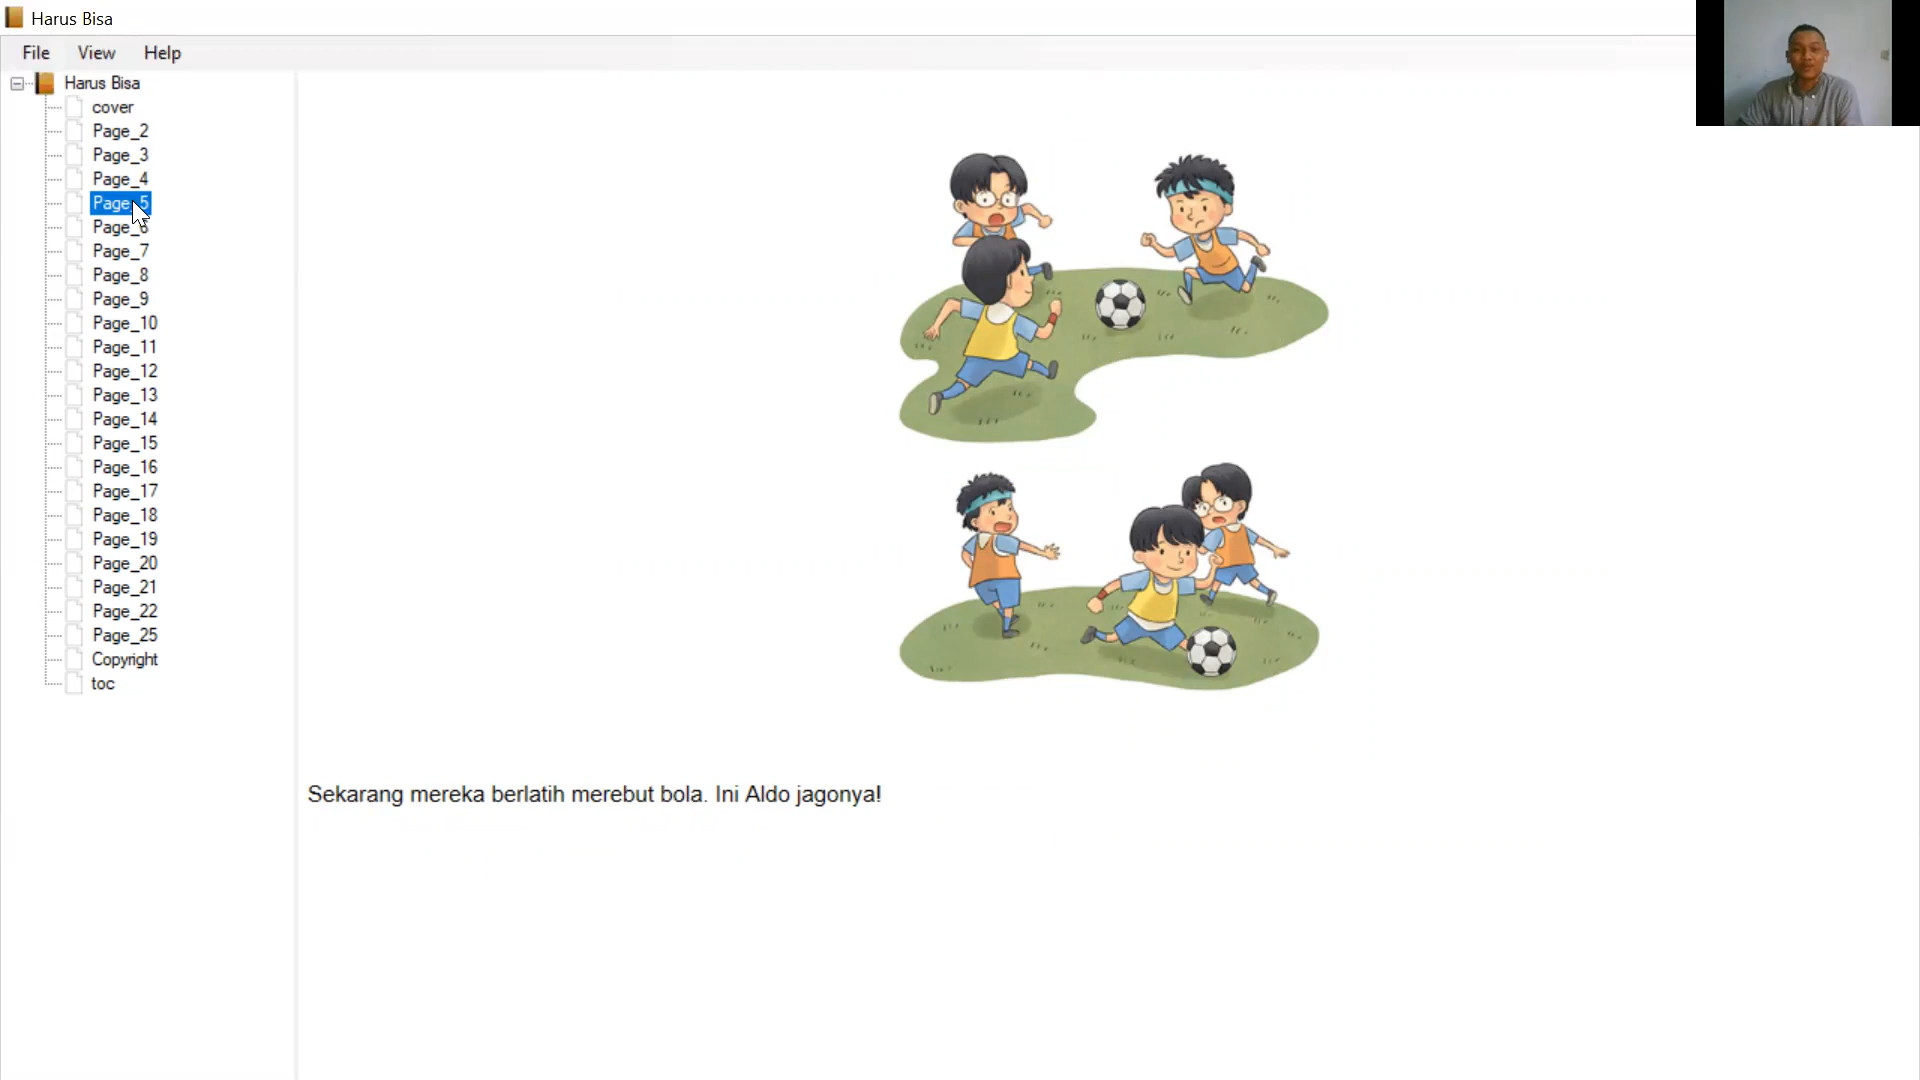 Harus Bisa
File View Help
Harus Bisa
cover
Page_2
Page_3
Page_4
Page_5
Page_6
Page_7
Page_8
Page_9
Page_10
Page_11
Page_12
Page_13
Page_14
Page_15
Page_16
Page_17
Page_18
Page_19
Page_20
Page_21
Page_22
Page_25
Copyright
toc
Sekarang mereka berlatih merebut bola. Ini Aldo jagonya!